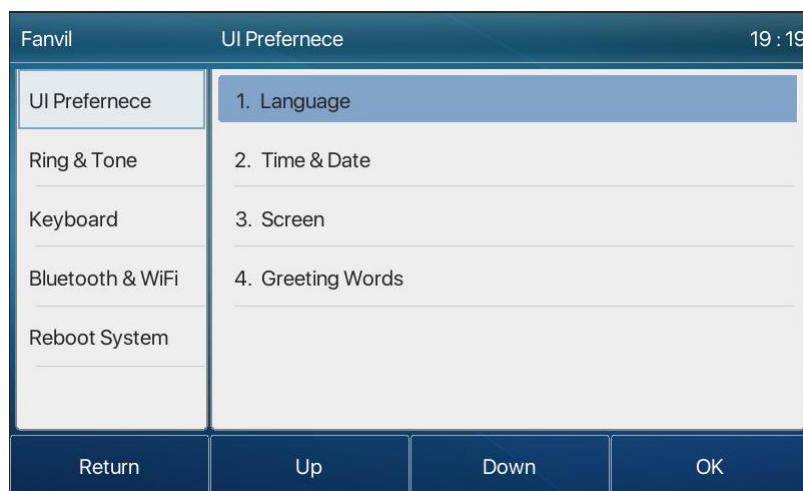 Fanvil UI Prefernece 19 : 19
UI Prefernece
Ring & Tone
Keyboard
Bluetooth & WiFi
Reboot System
1. Language
2. Time & Date
3. Screen
4. Greeting Words
Return Up Down OK